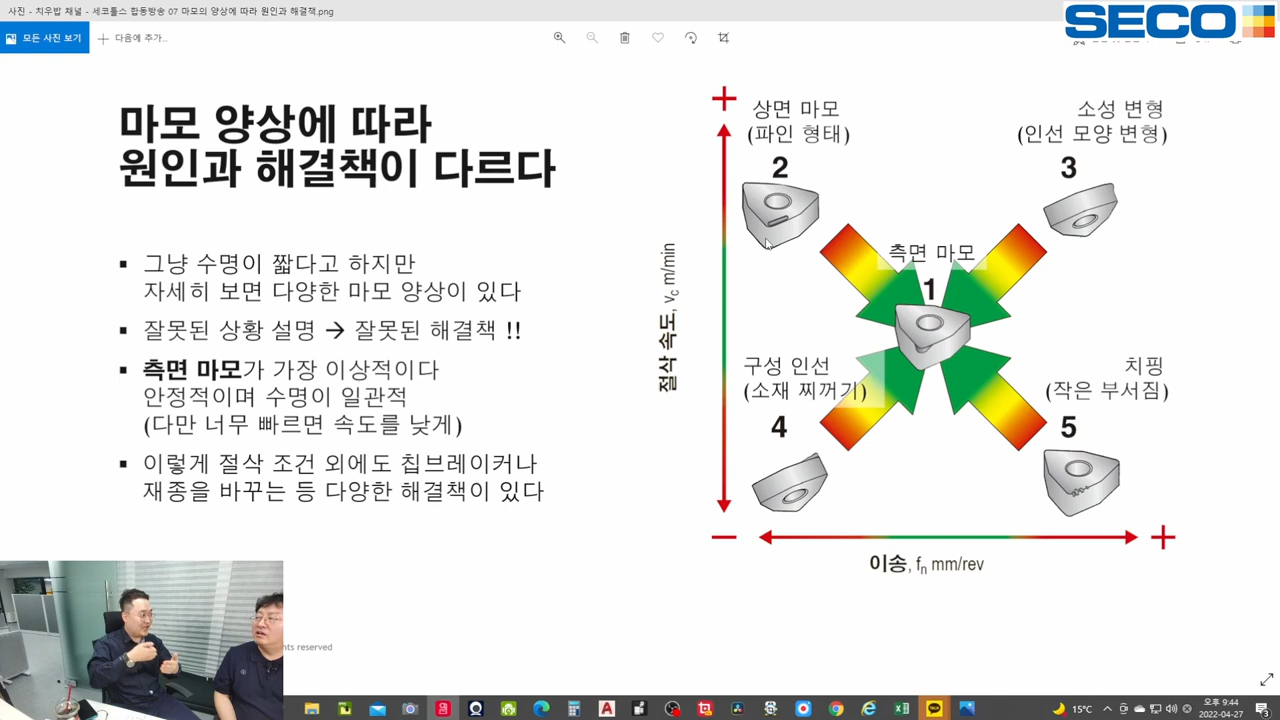 사진 - 치우밥 채널 - 세코툴스 합동방송 07 마모의 양상에 따라 원인과 해결책.png
SECO
모든 사진 보기
다음에 추가...
마모 양상에 따라
원인과 해결책이 다르다
▪ 그냥 수명이 짧다고 하지만
자세히 보면 다양한 마모 양상이 있다
▪ 잘못된 상황 설명 → 잘못된 해결책 !!
▪ 측면 마모가 가장 이상적이다
안정적이며 수명이 일관적
(다만 너무 빠르면 속도를 낮게)
▪ 이렇게 절삭 조건 외에도 칩브레이커나
재종을 바꾸는 등 다양한 해결책이 있다
+
상면 마모
(파인 형태)
2
소성 변형
(인선 모양 변형)
3
측면 마모
1
절삭 속도, vc m/min
구성 인선
(소재 찌꺼기)
4
치핑
(작은 부서짐)
5
−
+
이송, fn mm/rev
nts reserved
15°C
오후 9:44
2022-04-27
3